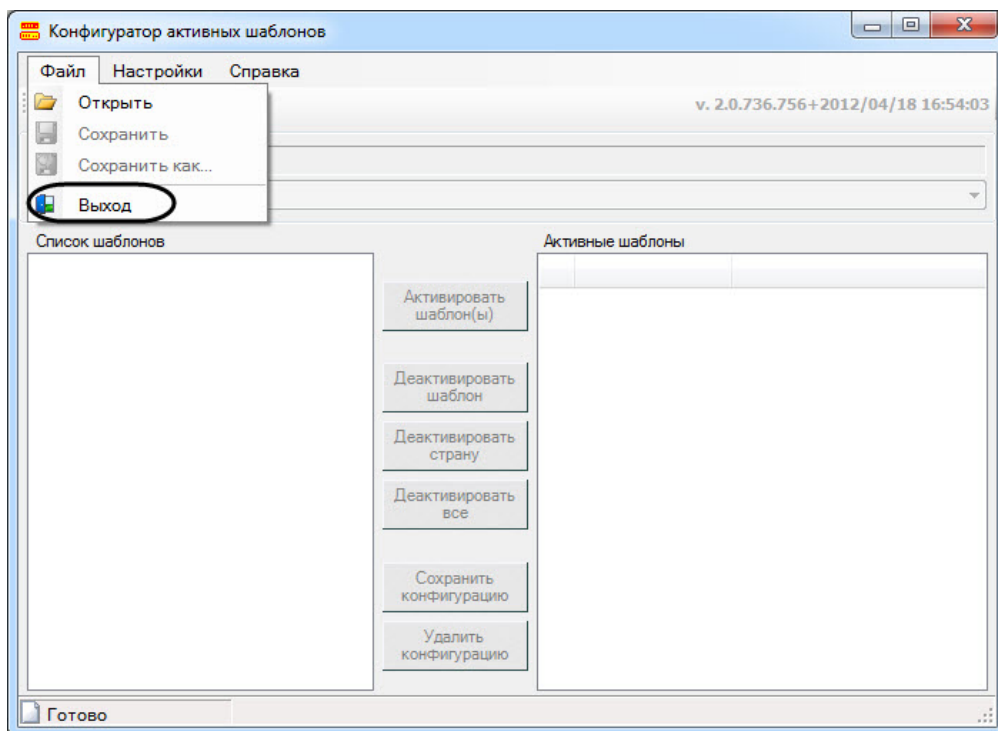 Конфигуратор активных шаблонов
Файл Настройки Справка
Открыть
v. 2.0.736.756+2012/04/18 16:54:03
Сохранить
Сохранить как...
Выход
Список шаблонов
Активные шаблоны
Активировать
шаблон(ы)
Деактивировать
шаблон
Деактивировать
страну
Деактивировать
все
Сохранить
конфигурацию
Удалить
конфигурацию
Готово